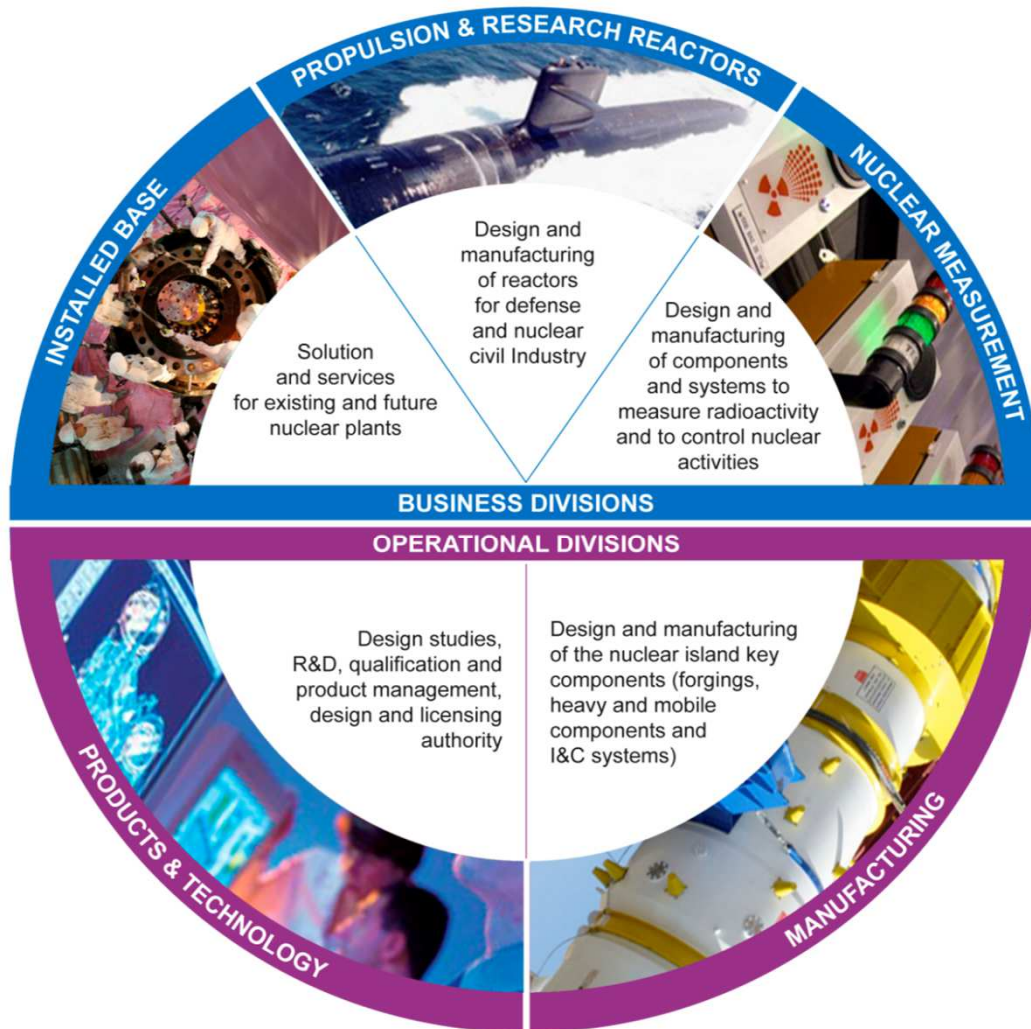 PROPULSION & RESEARCH REACTORS
INSTALLED BASE
NUCLEAR MEASUREMENT
Solution
and services
for existing and future
nuclear plants
Design and
manufacturing
of reactors
for defense
and nuclear
civil Industry
Design and
manufacturing
of components
and systems to
measure radioactivity
and to control nuclear
activities
BUSINESS DIVISIONS
OPERATIONAL DIVISIONS
Design studies,
R&D, qualification and
product management,
design and licensing
authority
Design and manufacturing
of the nuclear island key
components (forgings,
heavy and mobile
components and
I&C systems)
PRODUCTS & TECHNOLOGY
MANUFACTURING